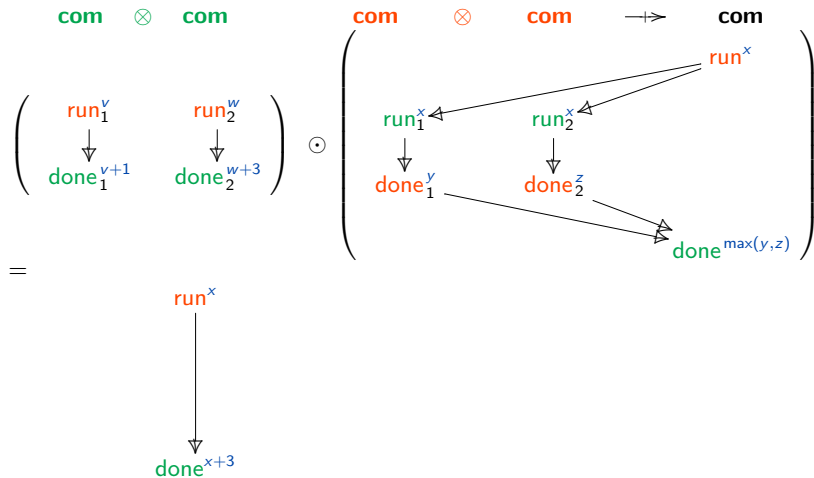 com ⊗ com com ⊗ com ⇸ com
run^x
run_1^v run_2^w ⊙ run_1^x run_2^x
done_1^{v+1} done_2^{w+3} done_1^y done_2^z
done^{max(y,z)}
=
run^x
done^{x+3}